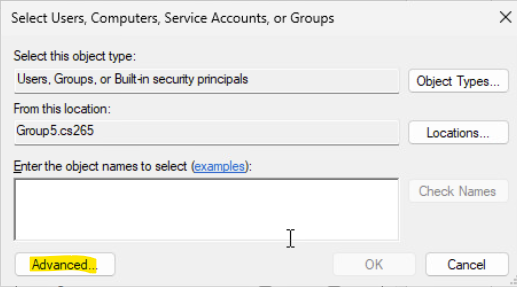 Select Users, Computers, Service Accounts, or Groups
Select this object type:
Users, Groups, or Built-in security principals
Object Types...
From this location:
Group5.cs265
Locations...
Enter the object names to select (examples):
Check Names
Advanced...
OK
Cancel